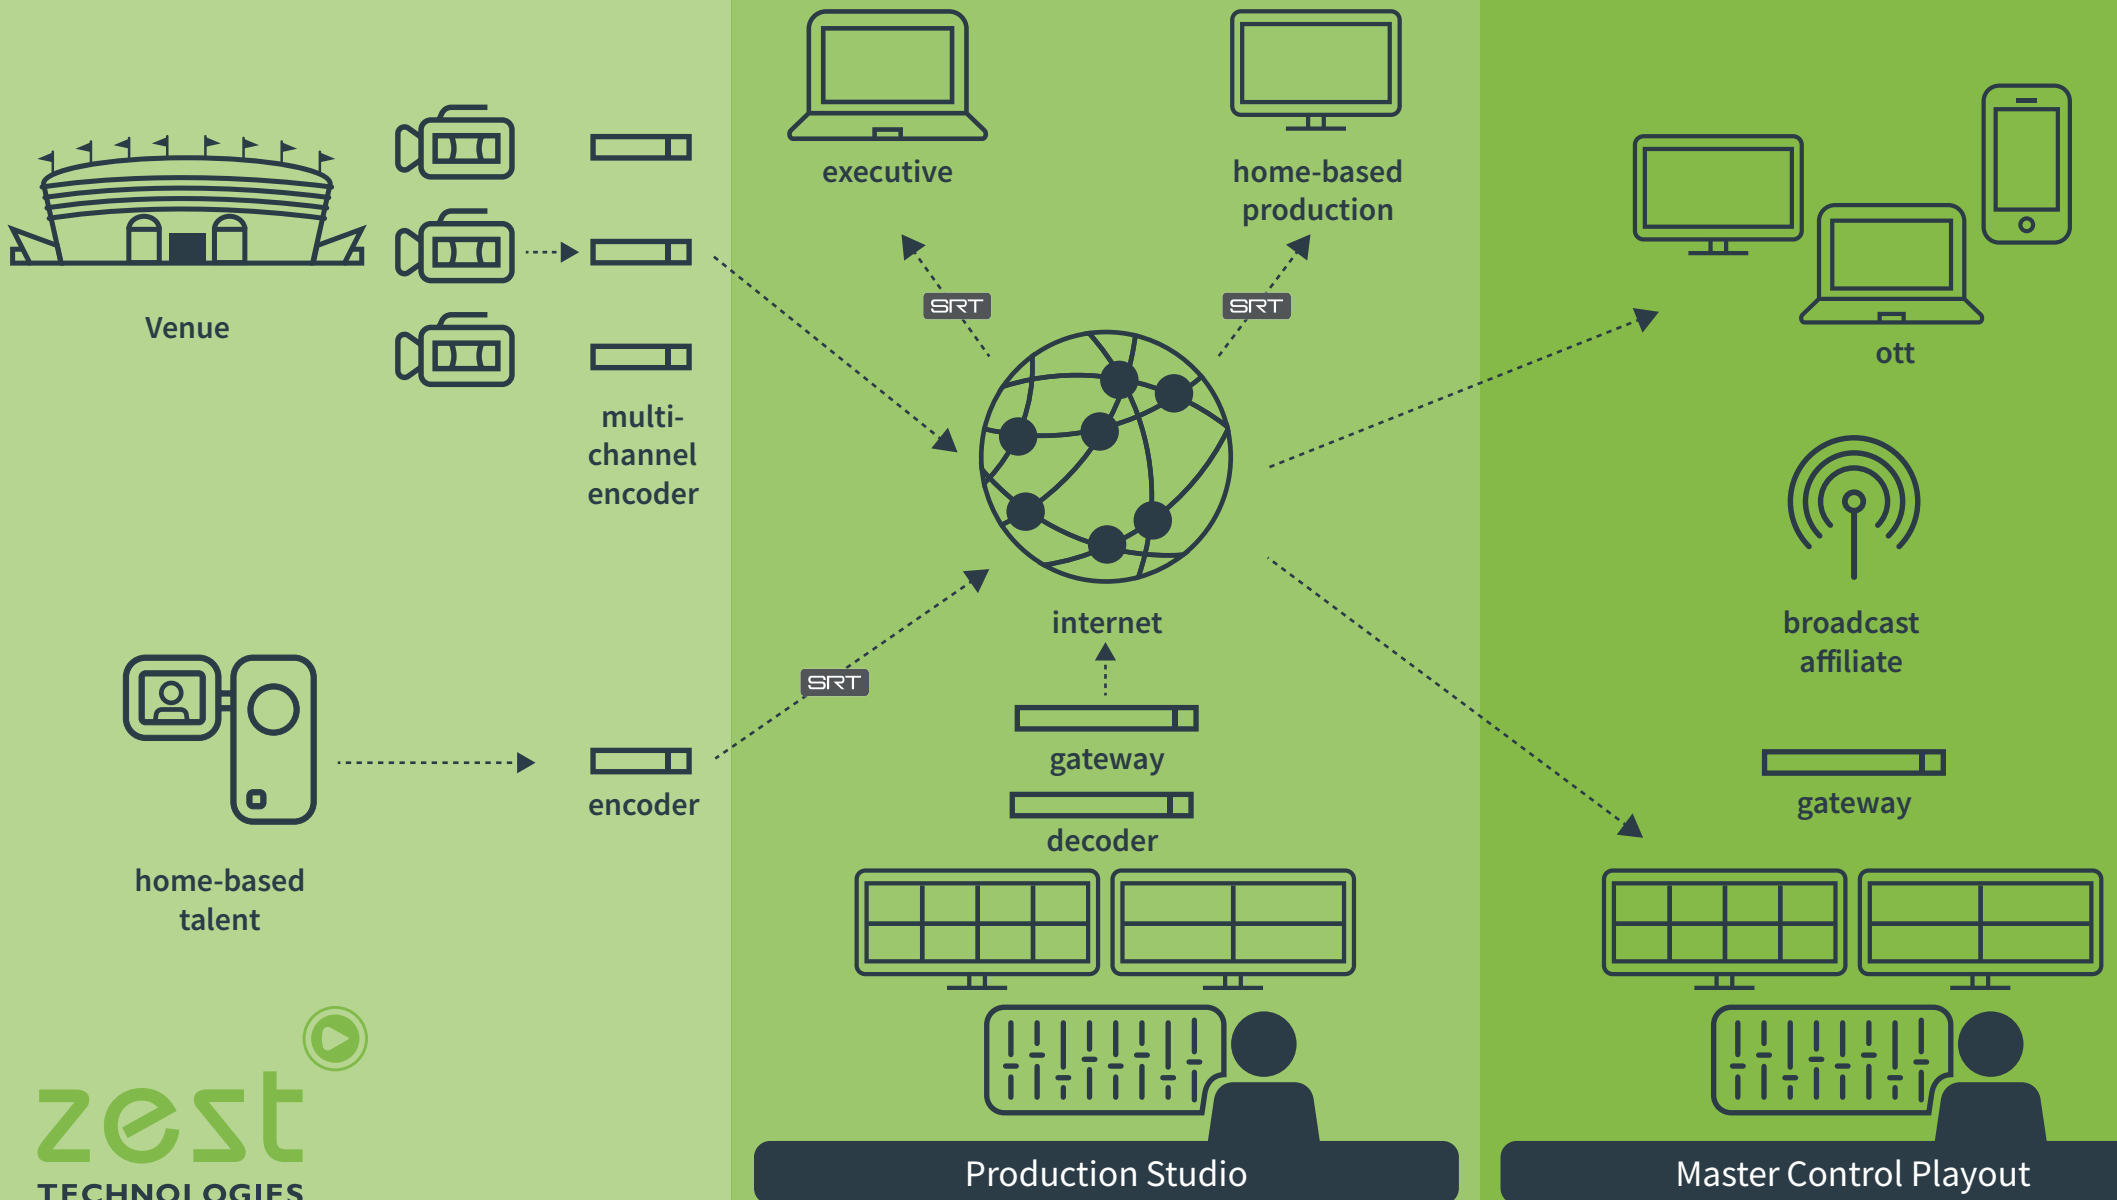 Venue
multi-
channel
encoder
home-based
talent
encoder
zest
TECHNOLOGIES
executive
home-based
production
SRT
SRT
internet
SRT
gateway
decoder
Production Studio
ott
broadcast
affiliate
gateway
Master Control Playout